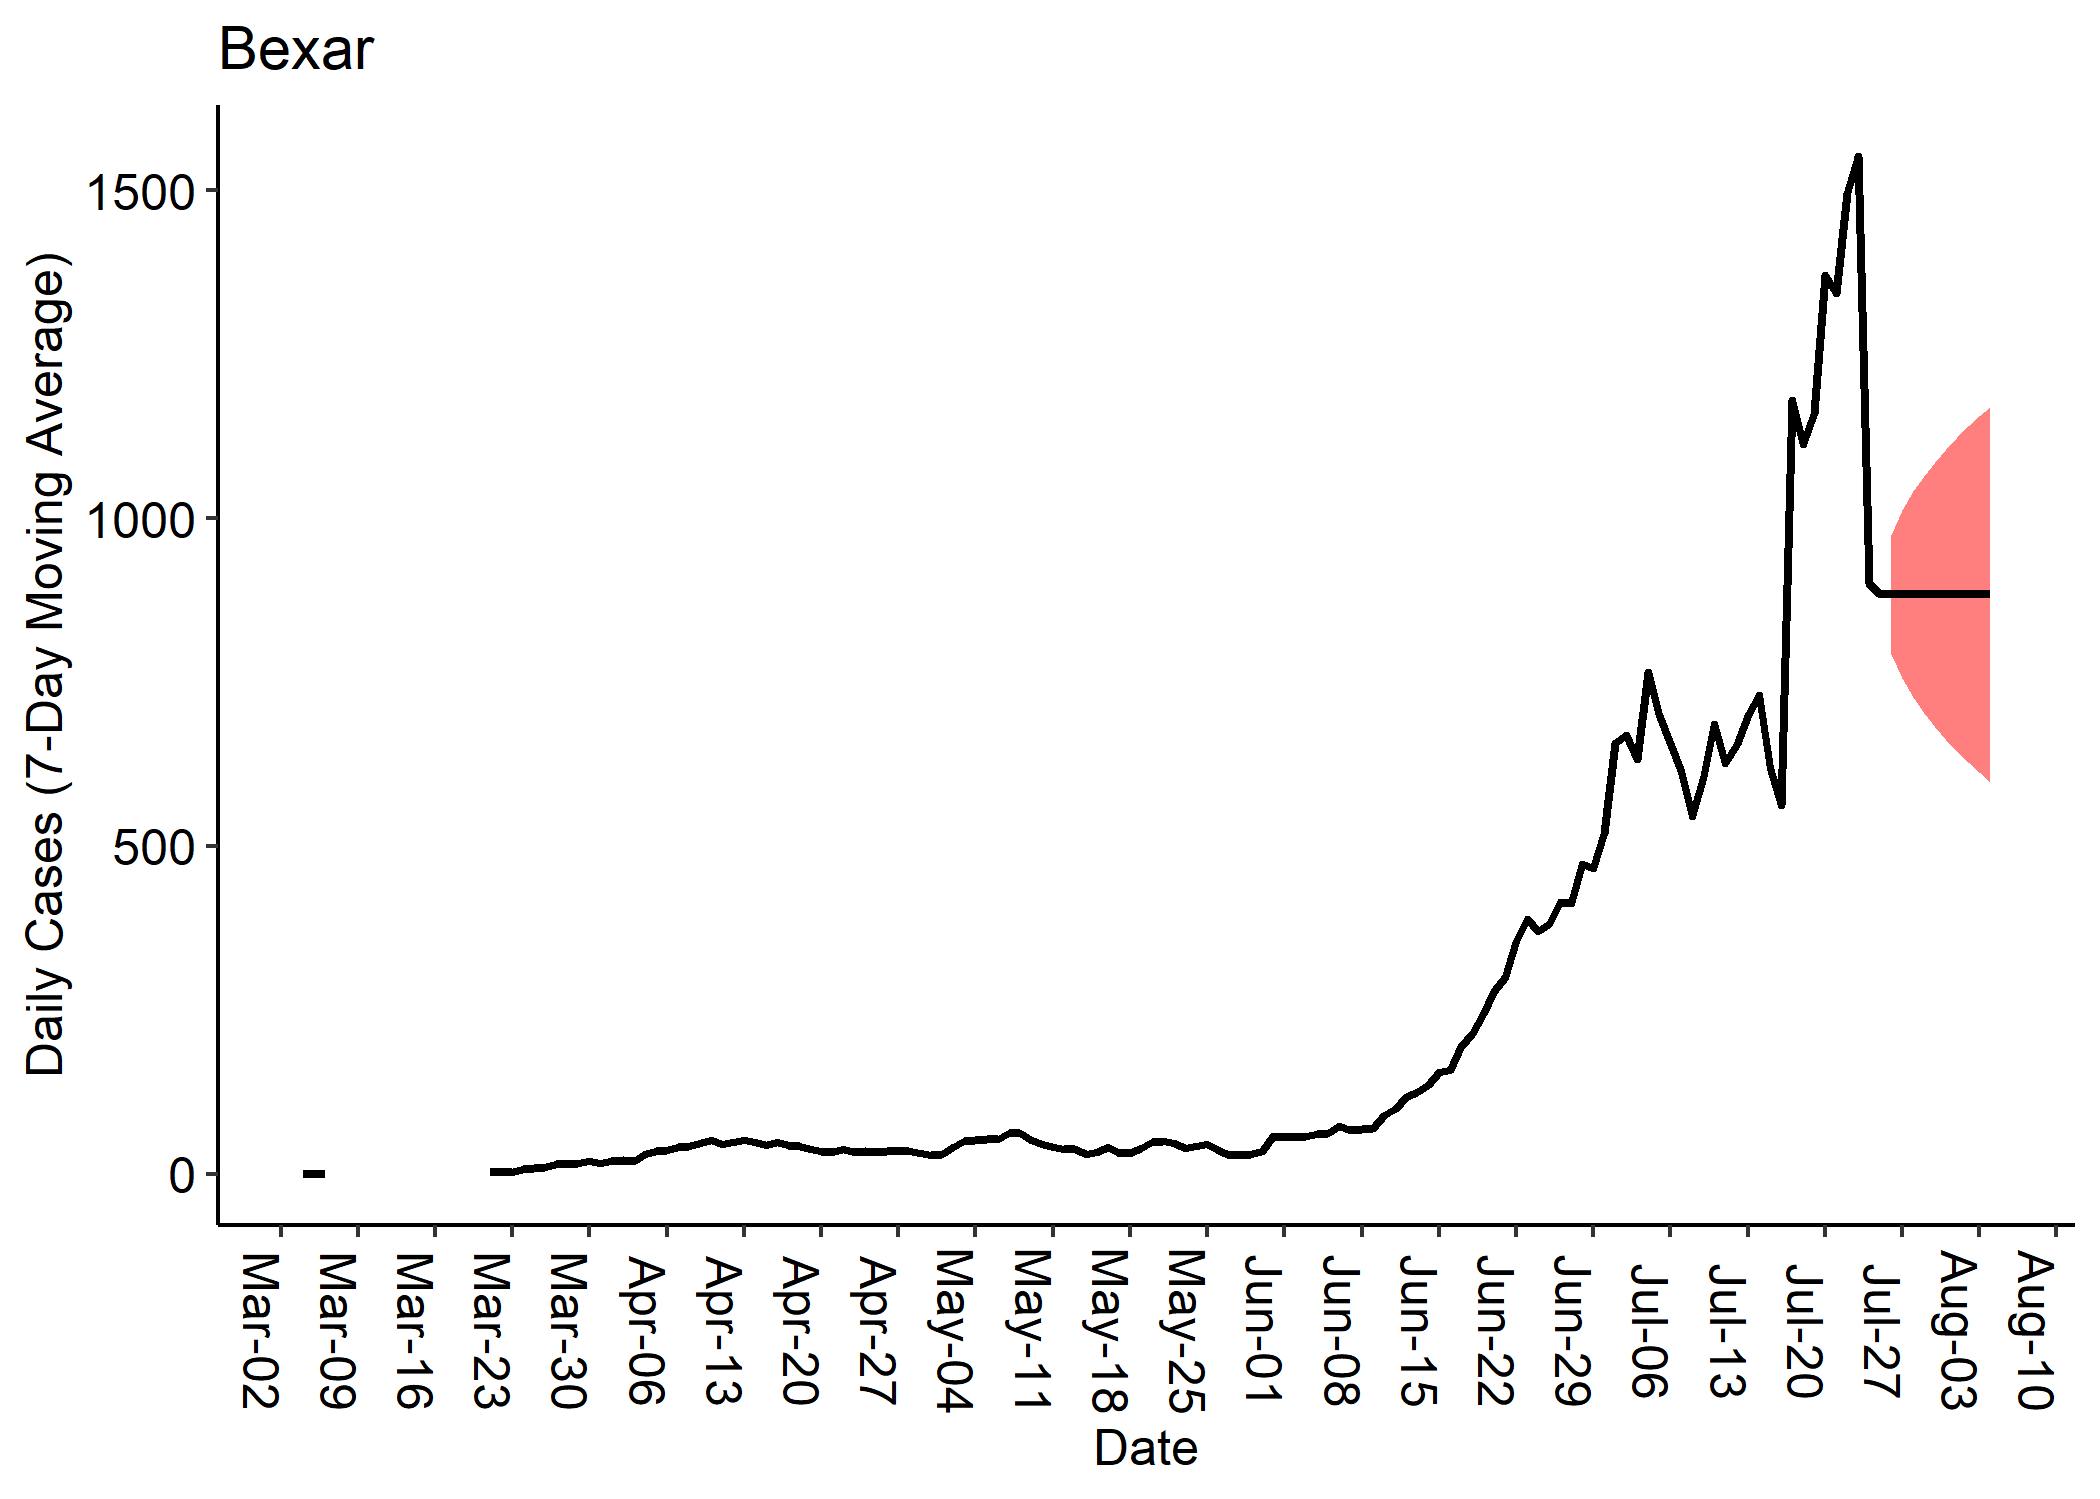 Bexar
Daily Cases (7-Day Moving Average)
1500
1000
500
0
Mar-02
Mar-09
Mar-16
Mar-23
Mar-30
Apr-06
Apr-13
Apr-20
Apr-27
May-04
May-11
May-18
May-25
Jun-01
Jun-08
Jun-15
Jun-22
Jun-29
Jul-06
Jul-13
Jul-20
Jul-27
Aug-03
Aug-10
Date